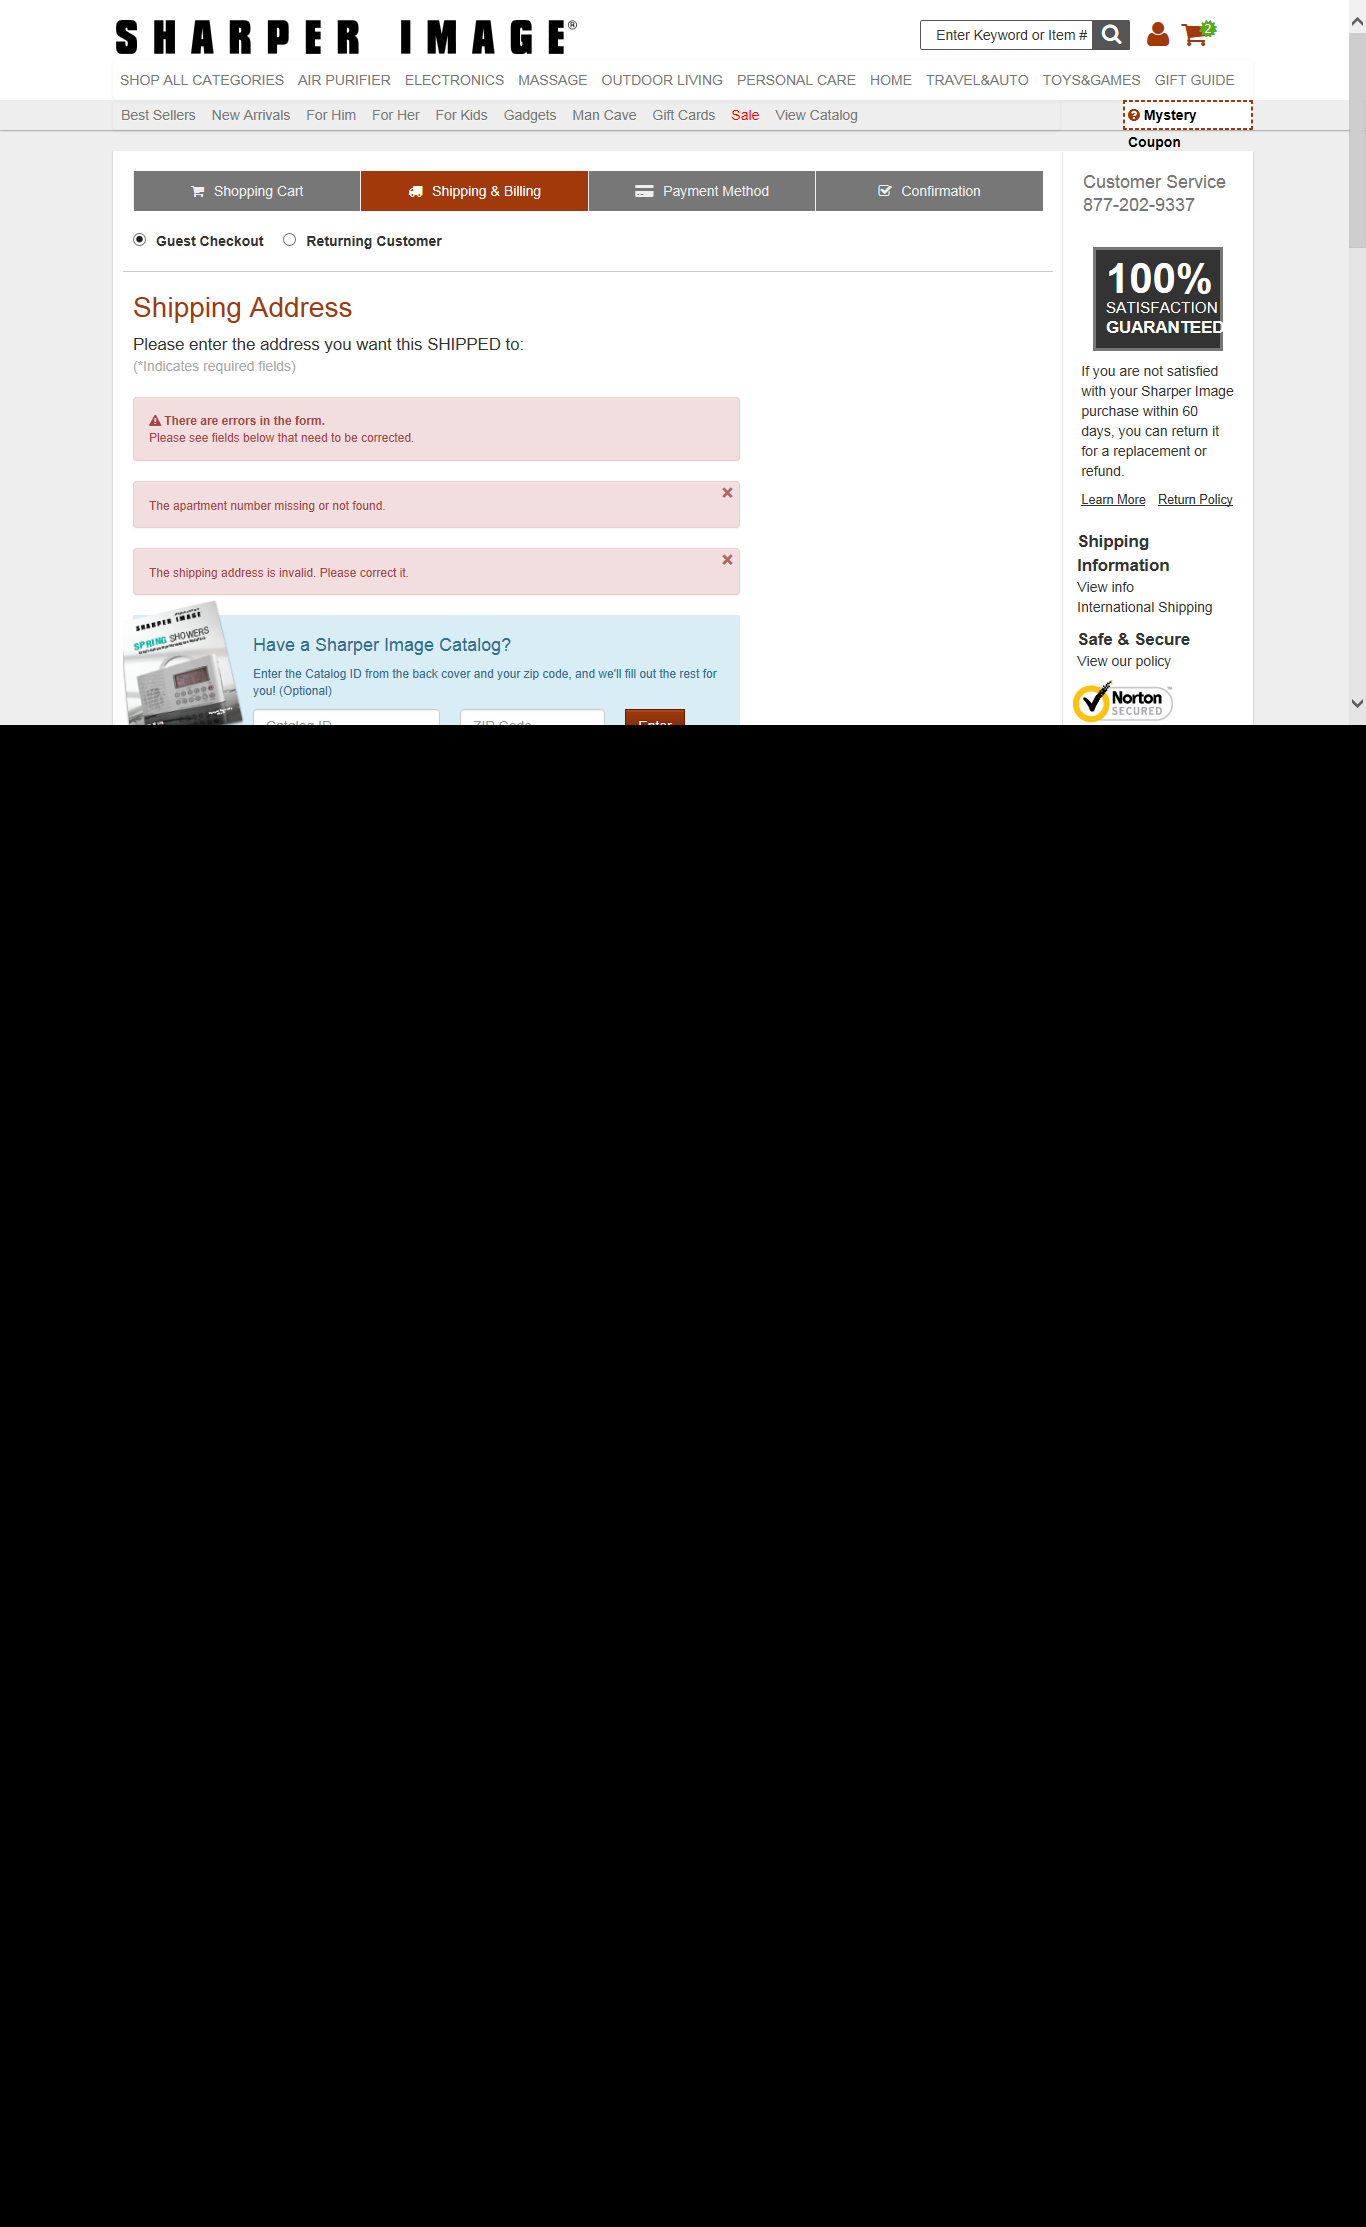 SHARPER IMAGE®
Enter Keyword or Item #
2
SHOP ALL CATEGORIES AIR PURIFIER ELECTRONICS MASSAGE OUTDOOR LIVING PERSONAL CARE HOME TRAVEL&AUTO TOYS&GAMES GIFT GUIDE
Best Sellers New Arrivals For Him For Her For Kids Gadgets Man Cave Gift Cards Sale View Catalog
Mystery
Coupon
Shopping Cart Shipping & Billing Payment Method Confirmation
Guest Checkout Returning Customer
Shipping Address
Please enter the address you want this SHIPPED to:
(*Indicates required fields)
There are errors in the form.
Please see fields below that need to be corrected.
The apartment number missing or not found.
The shipping address is invalid. Please correct it.
SHARPER IMAGE
SPRING SHOWERS
Have a Sharper Image Catalog?
Enter the Catalog ID from the back cover and your zip code, and we'll fill out the rest for
you! (Optional)
Catalog ID ZIP Code Enter
Customer Service
877-202-9337
100%
SATISFACTION
GUARANTEED
If you are not satisfied
with your Sharper Image
purchase within 60
days, you can return it
for a replacement or
refund.
Learn More Return Policy
Shipping
Information
View info
International Shipping
Safe & Secure
View our policy
Norton
SECURED